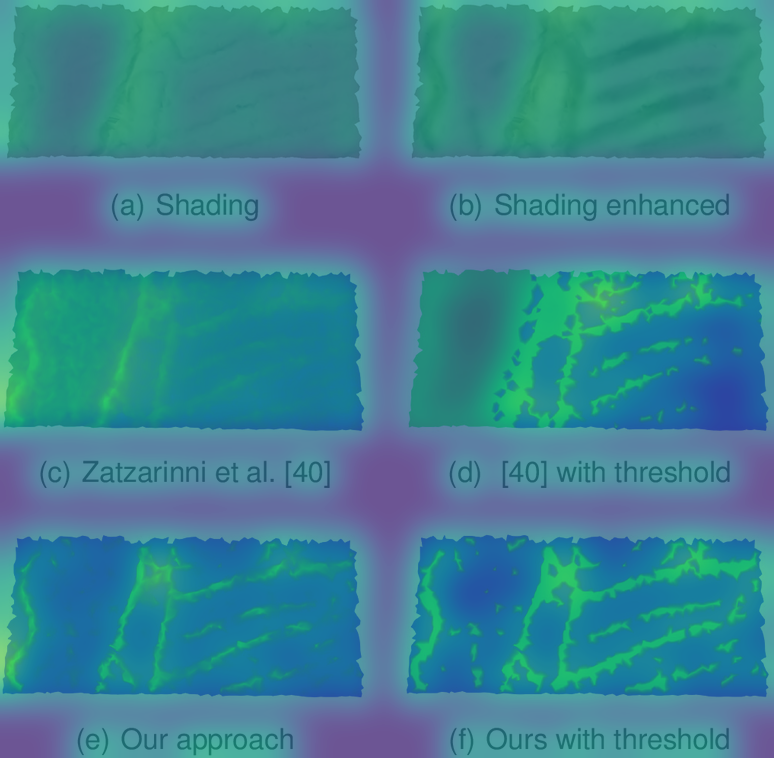 (a) Shading
(b) Shading enhanced
(c) Zatzarinni et al. [40]
(d) [40] with threshold
(e) Our approach
(f) Ours with threshold